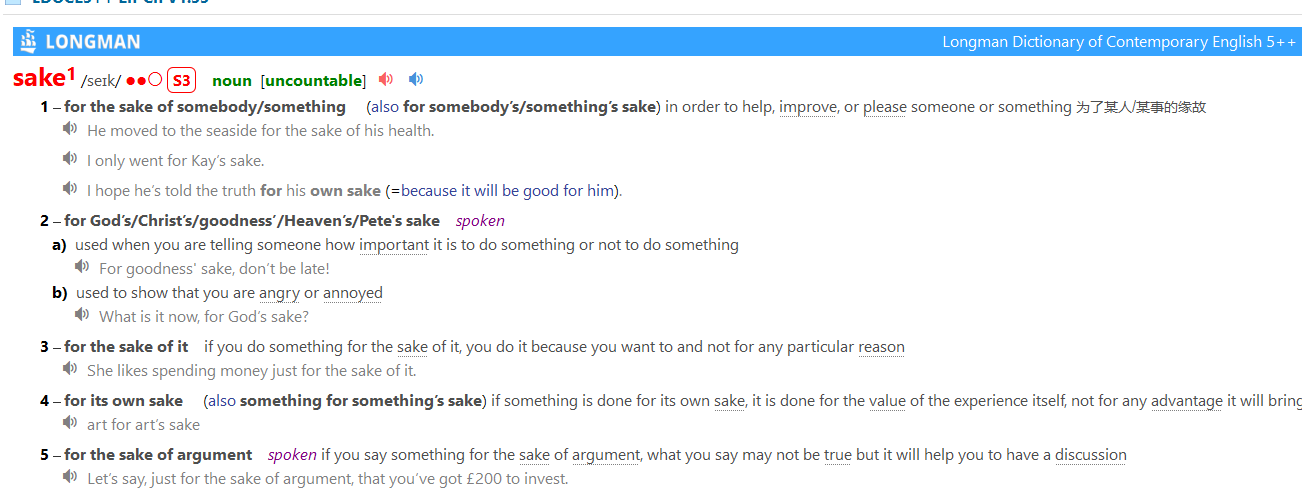 LONGMAN Longman Dictionary of Contemporary English 5++
sake1 /seɪk/ ●●○ S3 noun [uncountable]
1 – for the sake of somebody/something (also for somebody’s/something’s sake) in order to help, improve, or please someone or something 为了某人/某事的缘故
He moved to the seaside for the sake of his health.
I only went for Kay’s sake.
I hope he’s told the truth for his own sake (=because it will be good for him).
2 – for God’s/Christ’s/goodness’/Heaven’s/Pete's sake spoken
a) used when you are telling someone how important it is to do something or not to do something
For goodness’ sake, don’t be late!
b) used to show that you are angry or annoyed
What is it now, for God’s sake?
3 – for the sake of it if you do something for the sake of it, you do it because you want to and not for any particular reason
She likes spending money just for the sake of it.
4 – for its own sake (also something for something’s sake) if something is done for its own sake, it is done for the value of the experience itself, not for any advantage it will bring
art for art’s sake
5 – for the sake of argument spoken if you say something for the sake of argument, what you say may not be true but it will help you to have a discussion
Let’s say, just for the sake of argument, that you’ve got £200 to invest.